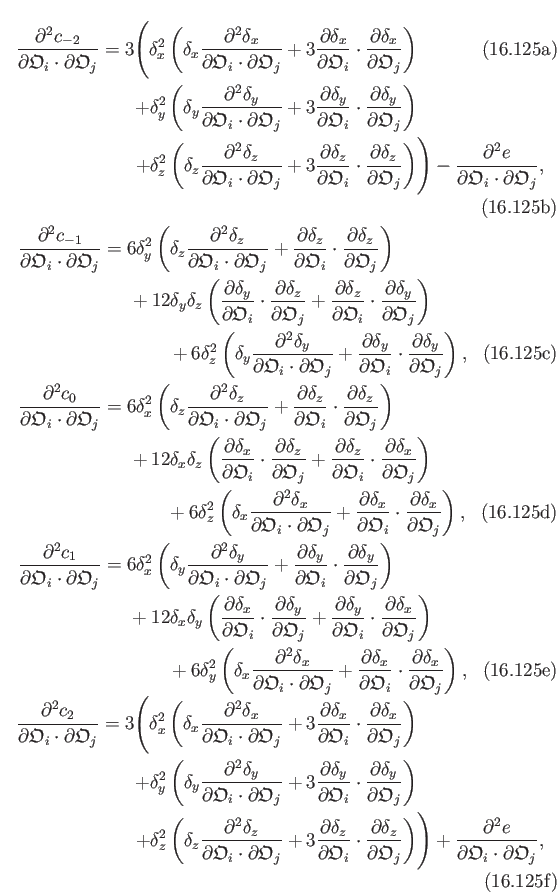 $\frac{\partial^2 c_{-2}}{\partial \mathfrak{O}_i \cdot \partial \mathfrak{O}_j} = 3\Bigg( \delta_x^2 \left( \delta_x \frac{\partial^2 \delta_x}{\partial \mathfrak{O}_i \cdot \partial \mathfrak{O}_j} + 3 \frac{\partial \delta_x}{\partial \mathfrak{O}_i} \cdot \frac{\partial \delta_x}{\partial \mathfrak{O}_j} \right)$ (16.125a)
$+ \delta_y^2 \left( \delta_y \frac{\partial^2 \delta_y}{\partial \mathfrak{O}_i \cdot \partial \mathfrak{O}_j} + 3 \frac{\partial \delta_y}{\partial \mathfrak{O}_i} \cdot \frac{\partial \delta_y}{\partial \mathfrak{O}_j} \right)$
$+ \delta_z^2 \left( \delta_z \frac{\partial^2 \delta_z}{\partial \mathfrak{O}_i \cdot \partial \mathfrak{O}_j} + 3 \frac{\partial \delta_z}{\partial \mathfrak{O}_i} \cdot \frac{\partial \delta_z}{\partial \mathfrak{O}_j} \right) \Bigg) - \frac{\partial^2 e}{\partial \mathfrak{O}_i \cdot \partial \mathfrak{O}_j},$
(16.125b)
$\frac{\partial^2 c_{-1}}{\partial \mathfrak{O}_i \cdot \partial \mathfrak{O}_j} = 6 \delta_y^2 \left( \delta_z \frac{\partial^2 \delta_z}{\partial \mathfrak{O}_i \cdot \partial \mathfrak{O}_j} + \frac{\partial \delta_z}{\partial \mathfrak{O}_i} \cdot \frac{\partial \delta_z}{\partial \mathfrak{O}_j} \right)$
$+ 12 \delta_y \delta_z \left( \frac{\partial \delta_y}{\partial \mathfrak{O}_i} \cdot \frac{\partial \delta_z}{\partial \mathfrak{O}_j} + \frac{\partial \delta_z}{\partial \mathfrak{O}_i} \cdot \frac{\partial \delta_y}{\partial \mathfrak{O}_j} \right)$
$+ 6 \delta_z^2 \left( \delta_y \frac{\partial^2 \delta_y}{\partial \mathfrak{O}_i \cdot \partial \mathfrak{O}_j} + \frac{\partial \delta_y}{\partial \mathfrak{O}_i} \cdot \frac{\partial \delta_y}{\partial \mathfrak{O}_j} \right),$ (16.125c)
$\frac{\partial^2 c_0}{\partial \mathfrak{O}_i \cdot \partial \mathfrak{O}_j} = 6 \delta_x^2 \left( \delta_z \frac{\partial^2 \delta_z}{\partial \mathfrak{O}_i \cdot \partial \mathfrak{O}_j} + \frac{\partial \delta_z}{\partial \mathfrak{O}_i} \cdot \frac{\partial \delta_z}{\partial \mathfrak{O}_j} \right)$
$+ 12 \delta_x \delta_z \left( \frac{\partial \delta_x}{\partial \mathfrak{O}_i} \cdot \frac{\partial \delta_z}{\partial \mathfrak{O}_j} + \frac{\partial \delta_z}{\partial \mathfrak{O}_i} \cdot \frac{\partial \delta_x}{\partial \mathfrak{O}_j} \right)$
$+ 6 \delta_z^2 \left( \delta_x \frac{\partial^2 \delta_x}{\partial \mathfrak{O}_i \cdot \partial \mathfrak{O}_j} + \frac{\partial \delta_x}{\partial \mathfrak{O}_i} \cdot \frac{\partial \delta_x}{\partial \mathfrak{O}_j} \right),$ (16.125d)
$\frac{\partial^2 c_1}{\partial \mathfrak{O}_i \cdot \partial \mathfrak{O}_j} = 6 \delta_x^2 \left( \delta_y \frac{\partial^2 \delta_y}{\partial \mathfrak{O}_i \cdot \partial \mathfrak{O}_j} + \frac{\partial \delta_y}{\partial \mathfrak{O}_i} \cdot \frac{\partial \delta_y}{\partial \mathfrak{O}_j} \right)$
$+ 12 \delta_x \delta_y \left( \frac{\partial \delta_x}{\partial \mathfrak{O}_i} \cdot \frac{\partial \delta_y}{\partial \mathfrak{O}_j} + \frac{\partial \delta_y}{\partial \mathfrak{O}_i} \cdot \frac{\partial \delta_x}{\partial \mathfrak{O}_j} \right)$
$+ 6 \delta_y^2 \left( \delta_x \frac{\partial^2 \delta_x}{\partial \mathfrak{O}_i \cdot \partial \mathfrak{O}_j} + \frac{\partial \delta_x}{\partial \mathfrak{O}_i} \cdot \frac{\partial \delta_x}{\partial \mathfrak{O}_j} \right),$ (16.125e)
$\frac{\partial^2 c_2}{\partial \mathfrak{O}_i \cdot \partial \mathfrak{O}_j} = 3\Bigg( \delta_x^2 \left( \delta_x \frac{\partial^2 \delta_x}{\partial \mathfrak{O}_i \cdot \partial \mathfrak{O}_j} + 3 \frac{\partial \delta_x}{\partial \mathfrak{O}_i} \cdot \frac{\partial \delta_x}{\partial \mathfrak{O}_j} \right)$
$+ \delta_y^2 \left( \delta_y \frac{\partial^2 \delta_y}{\partial \mathfrak{O}_i \cdot \partial \mathfrak{O}_j} + 3 \frac{\partial \delta_y}{\partial \mathfrak{O}_i} \cdot \frac{\partial \delta_y}{\partial \mathfrak{O}_j} \right)$
$+ \delta_z^2 \left( \delta_z \frac{\partial^2 \delta_z}{\partial \mathfrak{O}_i \cdot \partial \mathfrak{O}_j} + 3 \frac{\partial \delta_z}{\partial \mathfrak{O}_i} \cdot \frac{\partial \delta_z}{\partial \mathfrak{O}_j} \right) \Bigg) + \frac{\partial^2 e}{\partial \mathfrak{O}_i \cdot \partial \mathfrak{O}_j},$
(16.125f)